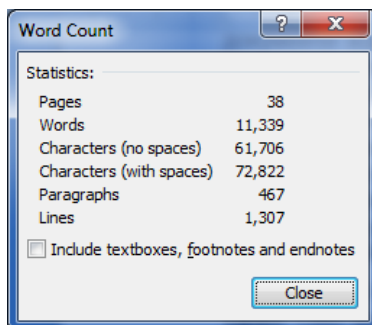 Word Count
Statistics:
Pages 38
Words 11,339
Characters (no spaces) 61,706
Characters (with spaces) 72,822
Paragraphs 467
Lines 1,307
Include textboxes, footnotes and endnotes
Close